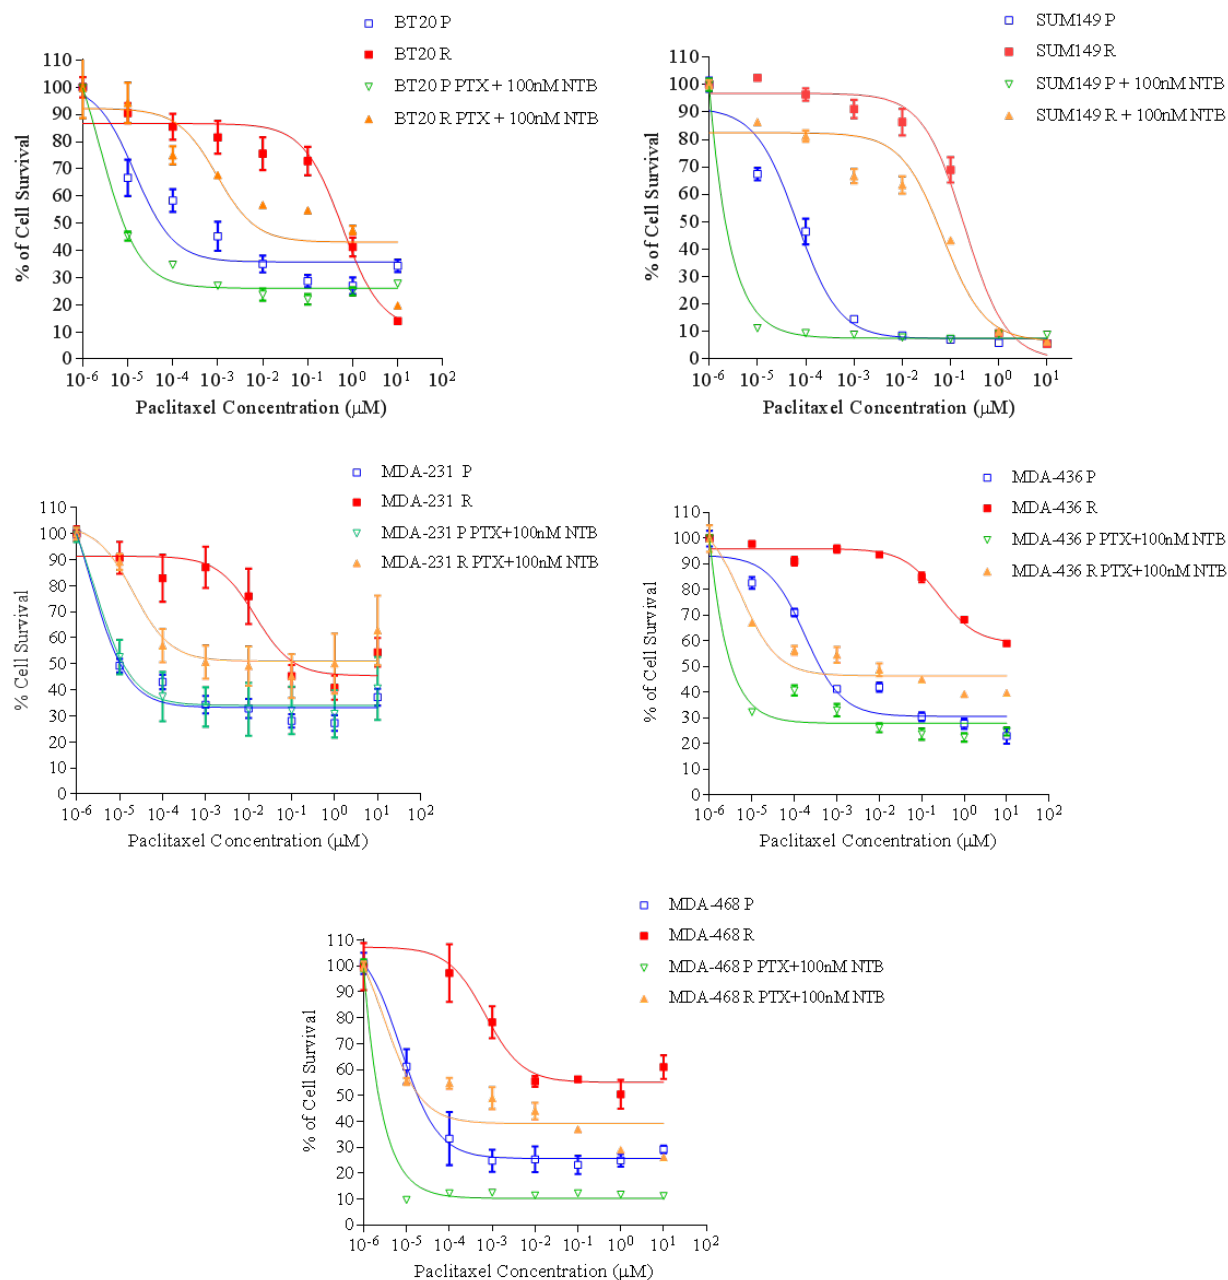 BT20 P
BT20 R
BT20 P PTX + 100nM NTB
BT20 R PTX + 100nM NTB
% of Cell Survival
110
100
90
80
70
60
50
40
30
20
10
0
10-6 10-5 10-4 10-3 10-2 10-1 100 101 102
Paclitaxel Concentration (µM)
SUM149 P
SUM149 R
SUM149 P + 100nM NTB
SUM149 R + 100nM NTB
% of Cell Survival
110
100
90
80
70
60
50
40
30
20
10
0
10-6 10-5 10-4 10-3 10-2 10-1 100 101
Paclitaxel Concentration (µM)
MDA-231 P
MDA-231 R
MDA-231 P PTX+100nM NTB
MDA-231 R PTX+100nM NTB
% Cell Survival
110
100
90
80
70
60
50
40
30
20
10
0
10-6 10-5 10-4 10-3 10-2 10-1 100 101 102
Paclitaxel Concentration (µM)
MDA-436 P
MDA-436 R
MDA-436 P PTX+100nM NTB
MDA-436 R PTX+100nM NTB
% of Cell Survival
110
100
90
80
70
60
50
40
30
20
10
0
10-6 10-5 10-4 10-3 10-2 10-1 100 101 102
Paclitaxel Concentration (µM)
MDA-468 P
MDA-468 R
MDA-468 P PTX+100nM NTB
MDA-468 R PTX+100nM NTB
% of Cell Survival
110
100
90
80
70
60
50
40
30
20
10
0
10-6 10-5 10-4 10-3 10-2 10-1 100 101 102
Paclitaxel Concentration (µM)